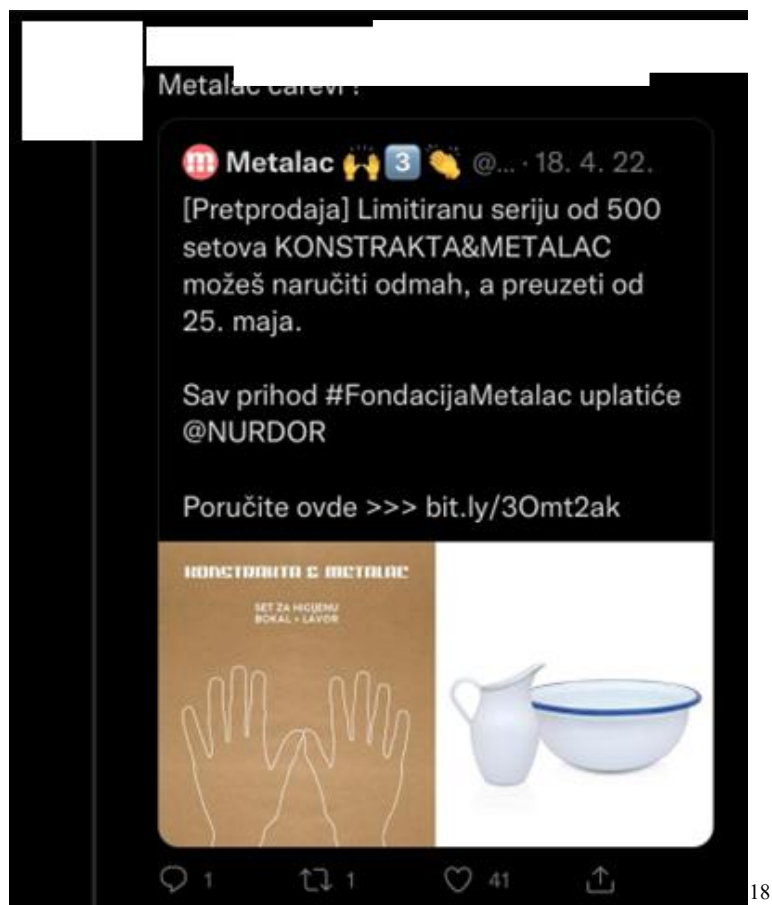 Metalac carevi !
Metalac 🙌 3️⃣ 👏 @... · 18. 4. 22.
[Pretprodaja] Limitiranu seriju od 500
setova KONSTRAKTA&METALAC
možeš naručiti odmah, a preuzeti od
25. maja.
Sav prihod #FondacijaMetalac uplatiće
@NURDOR
Poručite ovde >>> bit.ly/3Omt2ak
KONSTRAKTA & METALAC
SET ZA HIGIJENU
BOKAL + LAVOR
1 1 41
18